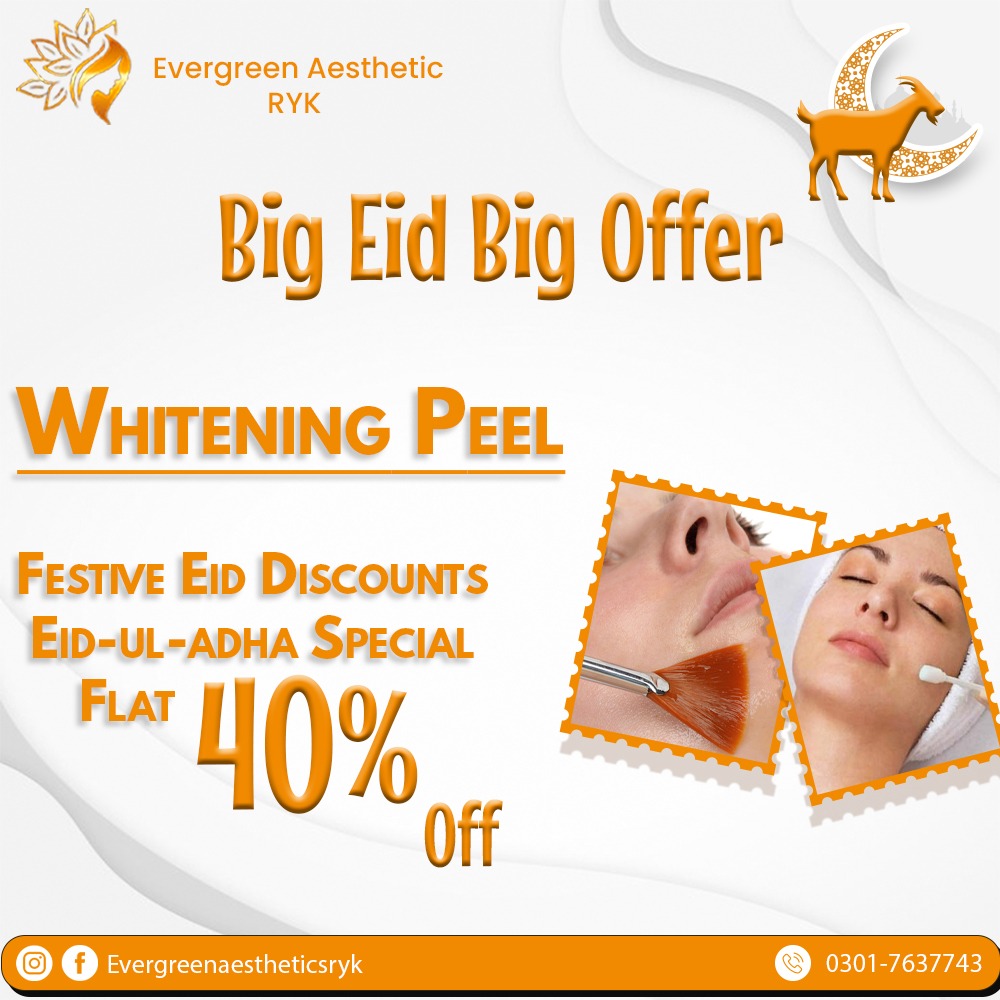 Evergreen Aesthetic
RYK
Big Eid Big Offer
Whitening Peel
Festive Eid Discounts
Eid-ul-adha Special
Flat 40% Off
Evergreenaestheticsryk
0301-7637743